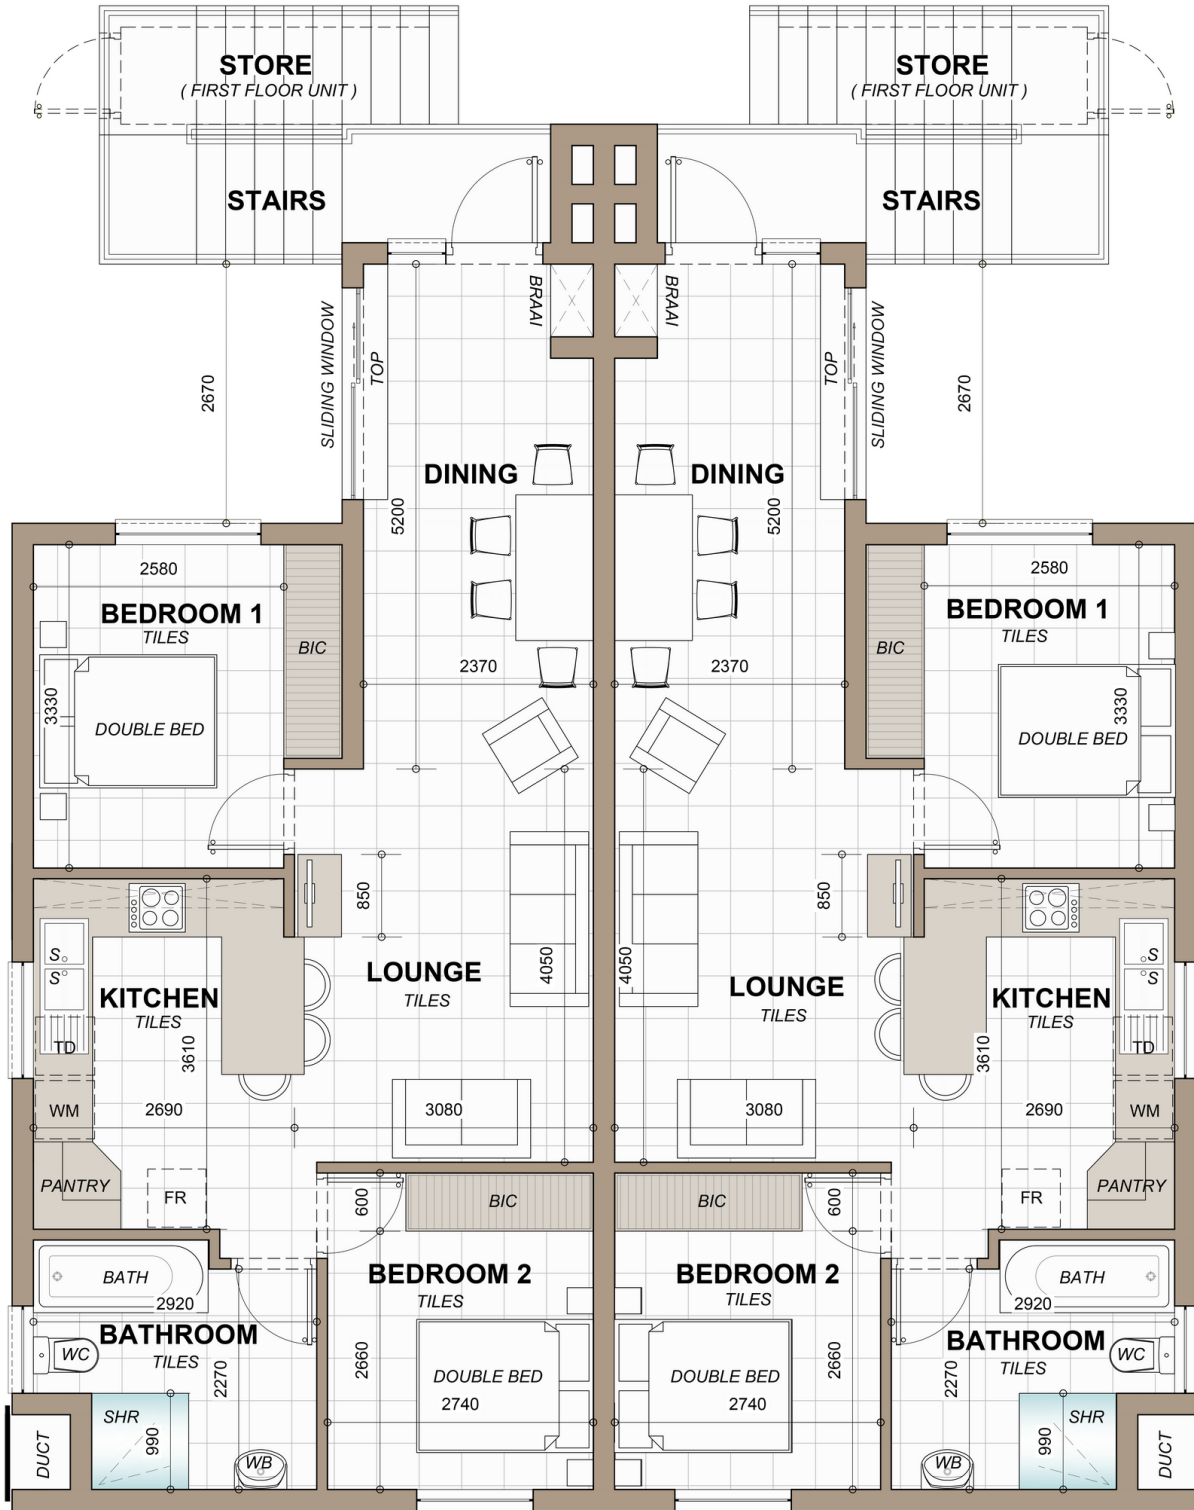 STORE
( FIRST FLOOR UNIT )
STORE
( FIRST FLOOR UNIT )
STAIRS
STAIRS
BRAAI
BRAAI
SLIDING WINDOW
TOP
TOP
SLIDING WINDOW
2670
2670
DINING
DINING
5200
5200
2580
2580
BEDROOM 1
TILES
BEDROOM 1
TILES
BIC
BIC
2370
2370
3330
3330
DOUBLE BED
DOUBLE BED
850
850
S
S
S
S
LOUNGE
TILES
LOUNGE
TILES
4050
4050
KITCHEN
TILES
KITCHEN
TILES
TD
TD
3610
3610
WM
WM
2690
3080
3080
2690
PANTRY
PANTRY
FR
FR
600
600
BIC
BIC
BATH
BATH
BEDROOM 2
TILES
BEDROOM 2
TILES
2920
2920
BATHROOM
TILES
BATHROOM
TILES
WC
WC
2270
2270
2660
2660
DOUBLE BED
DOUBLE BED
2740
2740
SHR
SHR
990
990
DUCT
DUCT
WB
WB